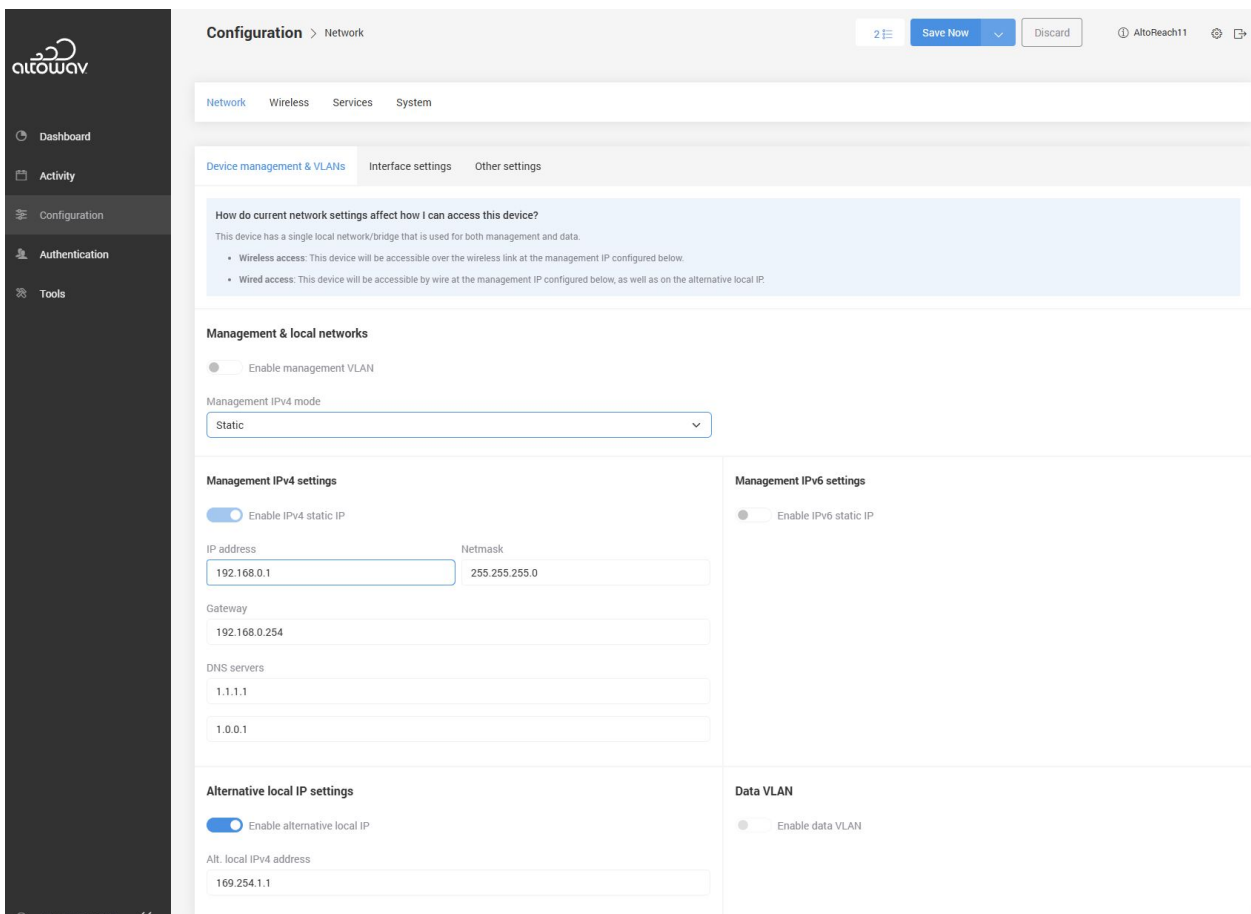 altowav
Configuration > Network
2
Save Now
Discard
AltoReach11
Network Wireless Services System
Dashboard
Activity
Configuration
Authentication
Tools
Device management & VLANs Interface settings Other settings
How do current network settings affect how I can access this device?
This device has a single local network/bridge that is used for both management and data.
• Wireless access: This device will be accessible over the wireless link at the management IP configured below.
• Wired access: This device will be accessible by wire at the management IP configured below, as well as on the alternative local IP.
Management & local networks
Enable management VLAN
Management IPv4 mode
Static
Management IPv4 settings
Enable IPv4 static IP
IP address Netmask
192.168.0.1 255.255.255.0
Gateway
192.168.0.254
DNS servers
1.1.1.1
1.0.0.1
Management IPv6 settings
Enable IPv6 static IP
Alternative local IP settings
Enable alternative local IP
Alt. local IPv4 address
169.254.1.1
Data VLAN
Enable data VLAN